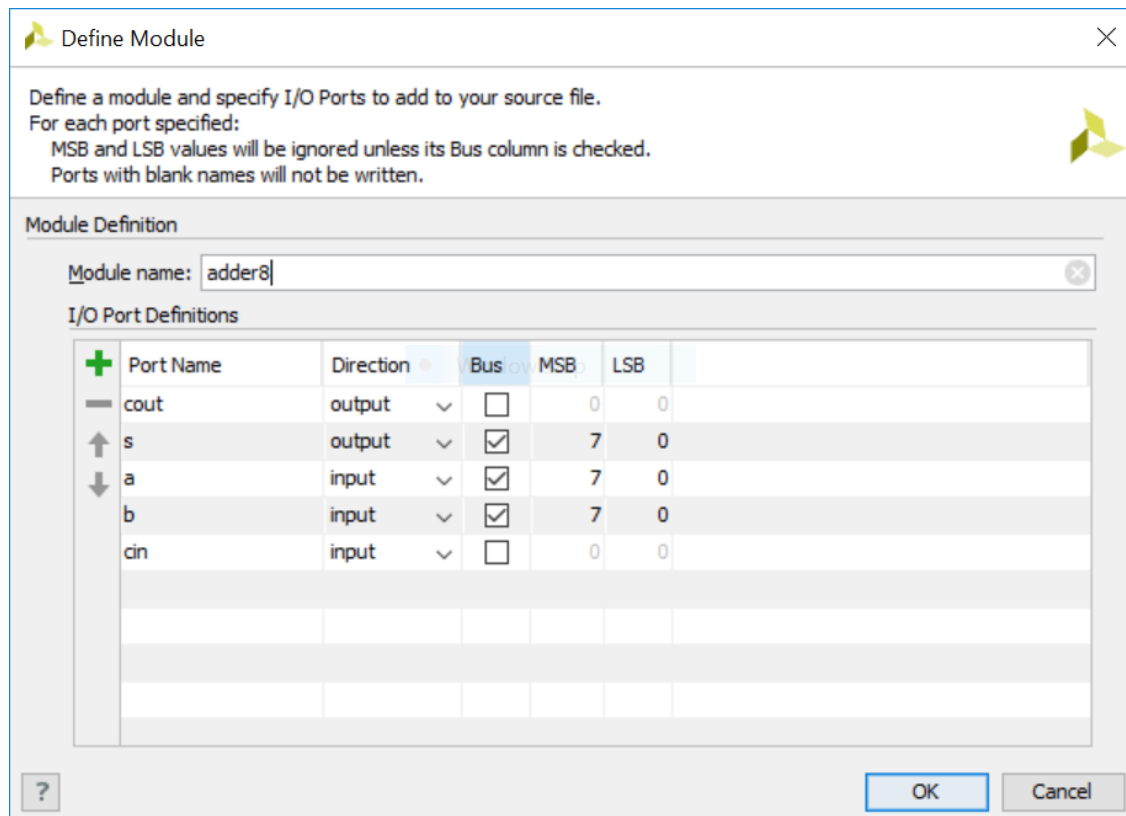 Define Module
Define a module and specify I/O Ports to add to your source file.
For each port specified:
MSB and LSB values will be ignored unless its Bus column is checked.
Ports with blank names will not be written.
Module Definition
Module name: adder8
I/O Port Definitions
Port Name Direction Bus MSB LSB
cout output 0 0
s output 7 0
a input 7 0
b input 7 0
cin input 0 0
? OK Cancel